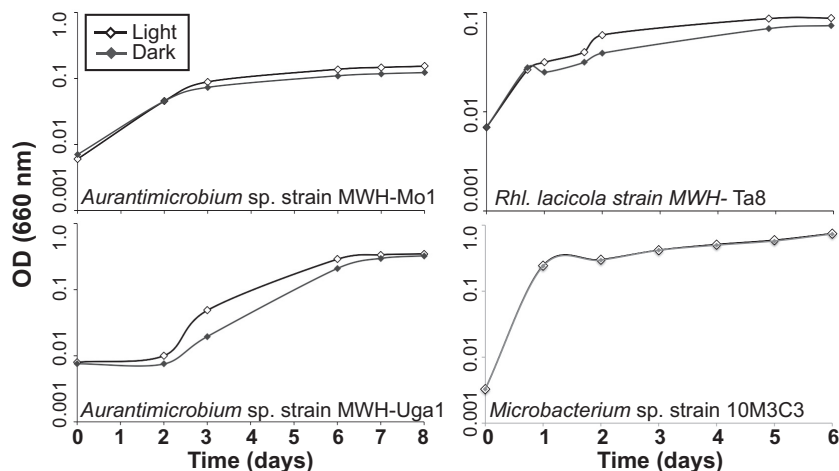 OD (660 nm)
1.0
0.1
0.01
0.001
Light
Dark
Aurantimicrobium sp. strain MWH-Mo1
0.1
0.01
0.001
Rhl. lacicola strain MWH- Ta8
1.0
0.1
0.01
0.001
Aurantimicrobium sp. strain MWH-Uga1
0 1 2 3 4 5 6 7 8
Time (days)
1.0
0.1
0.01
0.001
Microbacterium sp. strain 10M3C3
0 1 2 3 4 5 6
Time (days)